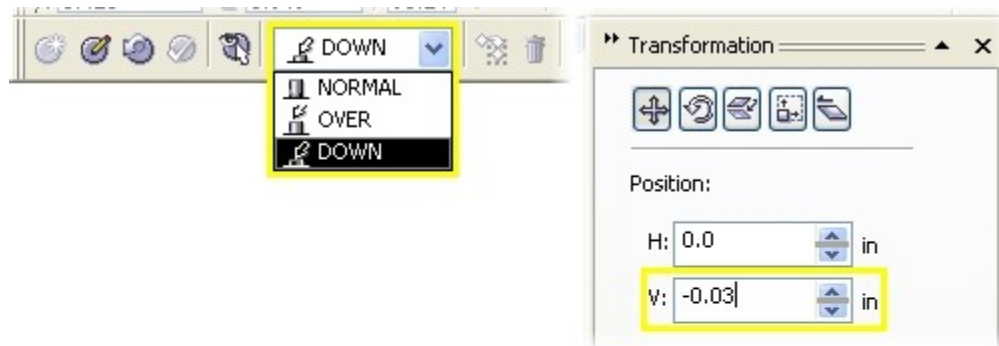 DOWN
NORMAL
OVER
DOWN
Transformation
Position:
H: 0.0 in
V: -0.03 in